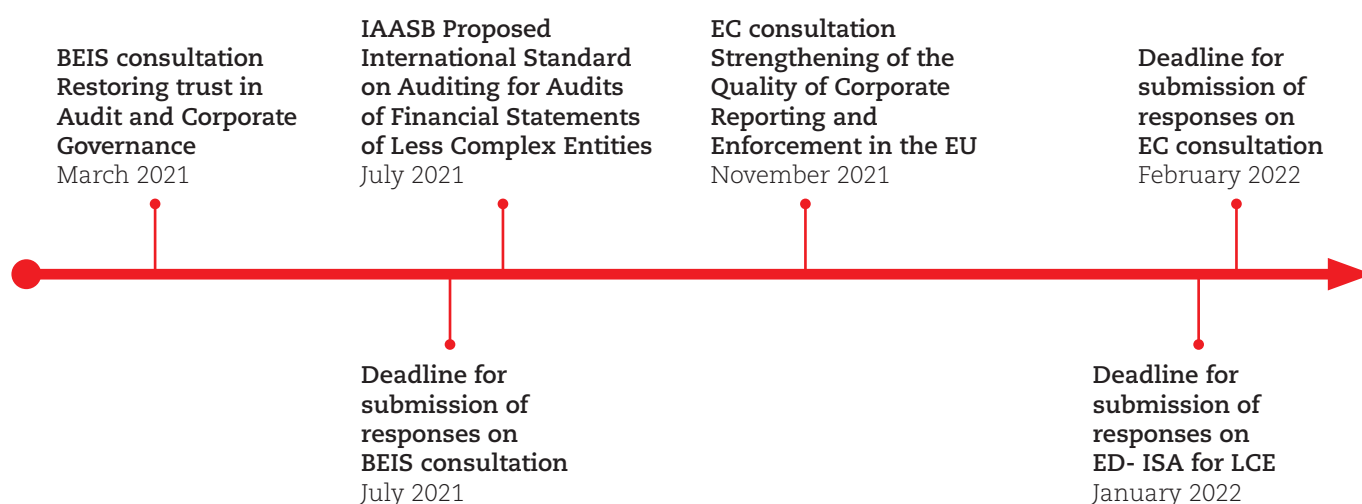 BEIS consultation
Restoring trust in
Audit and Corporate
Governance
March 2021
IAASB Proposed
International Standard
on Auditing for Audits
of Financial Statements
of Less Complex Entities
July 2021
EC consultation
Strengthening of the
Quality of Corporate
Reporting and
Enforcement in the EU
November 2021
Deadline for
submission of
responses on
EC consultation
February 2022
Deadline for
submission of
responses on
BEIS consultation
July 2021
Deadline for
submission of
responses on
ED- ISA for LCE
January 2022